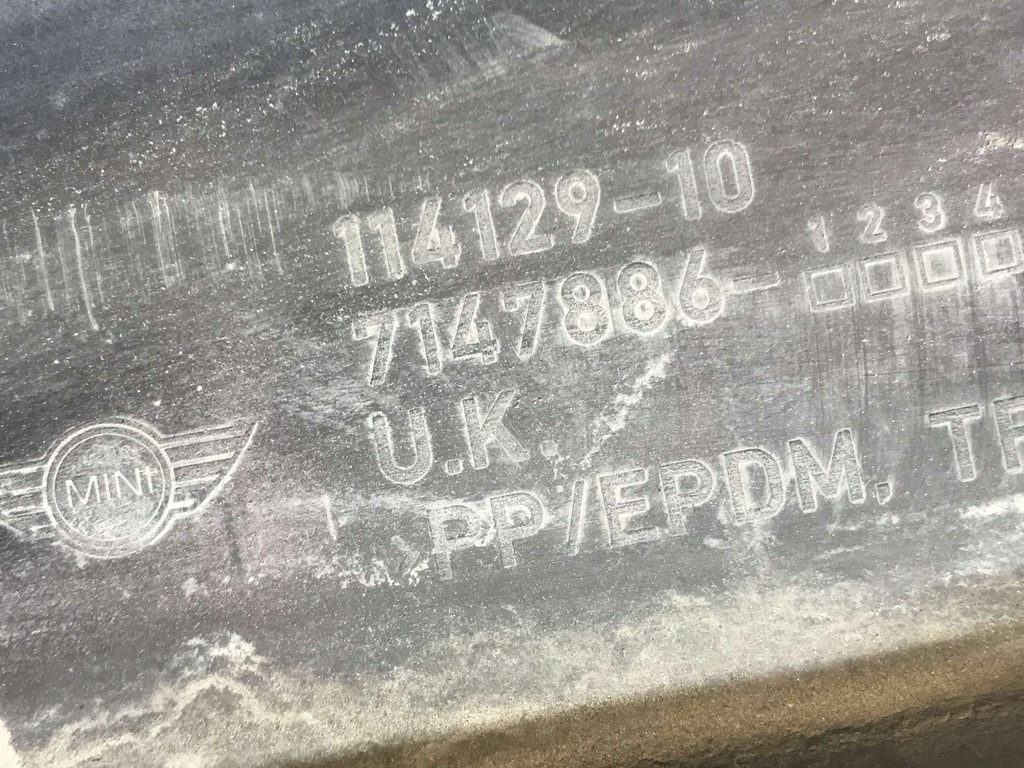 114129-10
1 2 3 4
7147886-
U.K.
MINI
>PP/EPDM, T